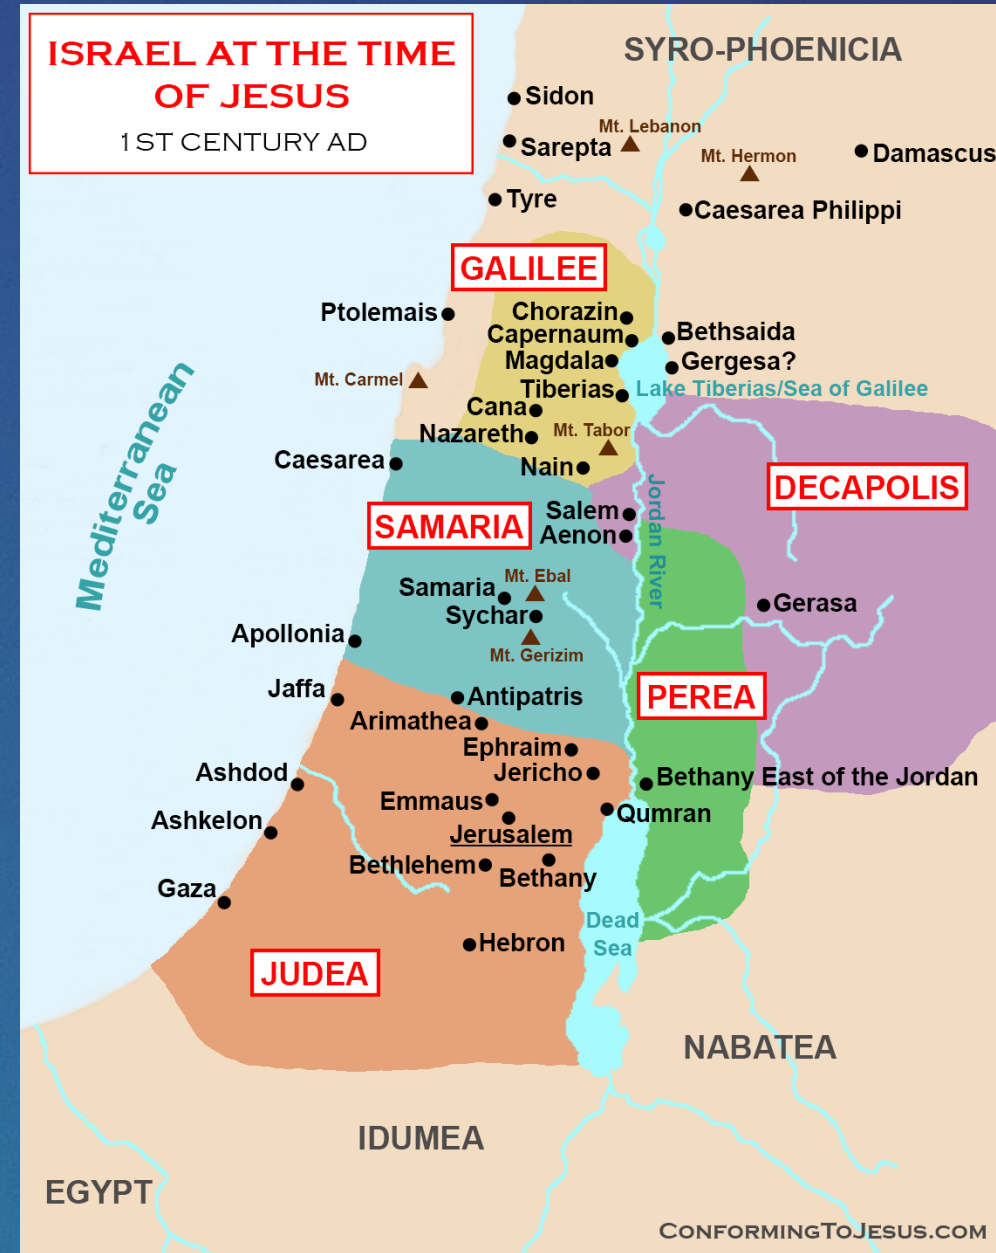 ISRAEL AT THE TIME
OF JESUS
1ST CENTURY AD
SYRO-PHOENICIA
Sidon
Mt. Lebanon
Sarepta
Mt. Hermon
Damascus
Tyre
Caesarea Philippi
GALILEE
Ptolemais
Chorazin
Capernaum
Bethsaida
Magdala
Gergesa?
Mt. Carmel
Tiberias
Lake Tiberias/Sea of Galilee
Cana
Nazareth
Mt. Tabor
Caesarea
Nain
Mediterranean
Sea
DECAPOLIS
SAMARIA
Salem
Aenon
Jordan River
Samaria
Mt. Ebal
Sychar
Gerasa
Apollonia
Mt. Gerizim
Jaffa
Antipatris
PEREA
Arimathea
Ephraim
Jericho
Ashdod
Bethany East of the Jordan
Emmaus
Qumran
Ashkelon
Jerusalem
Bethlehem
Bethany
Gaza
Dead
Sea
Hebron
JUDEA
NABATEA
IDUMEA
EGYPT
CONFORMINGTOJESUS.COM